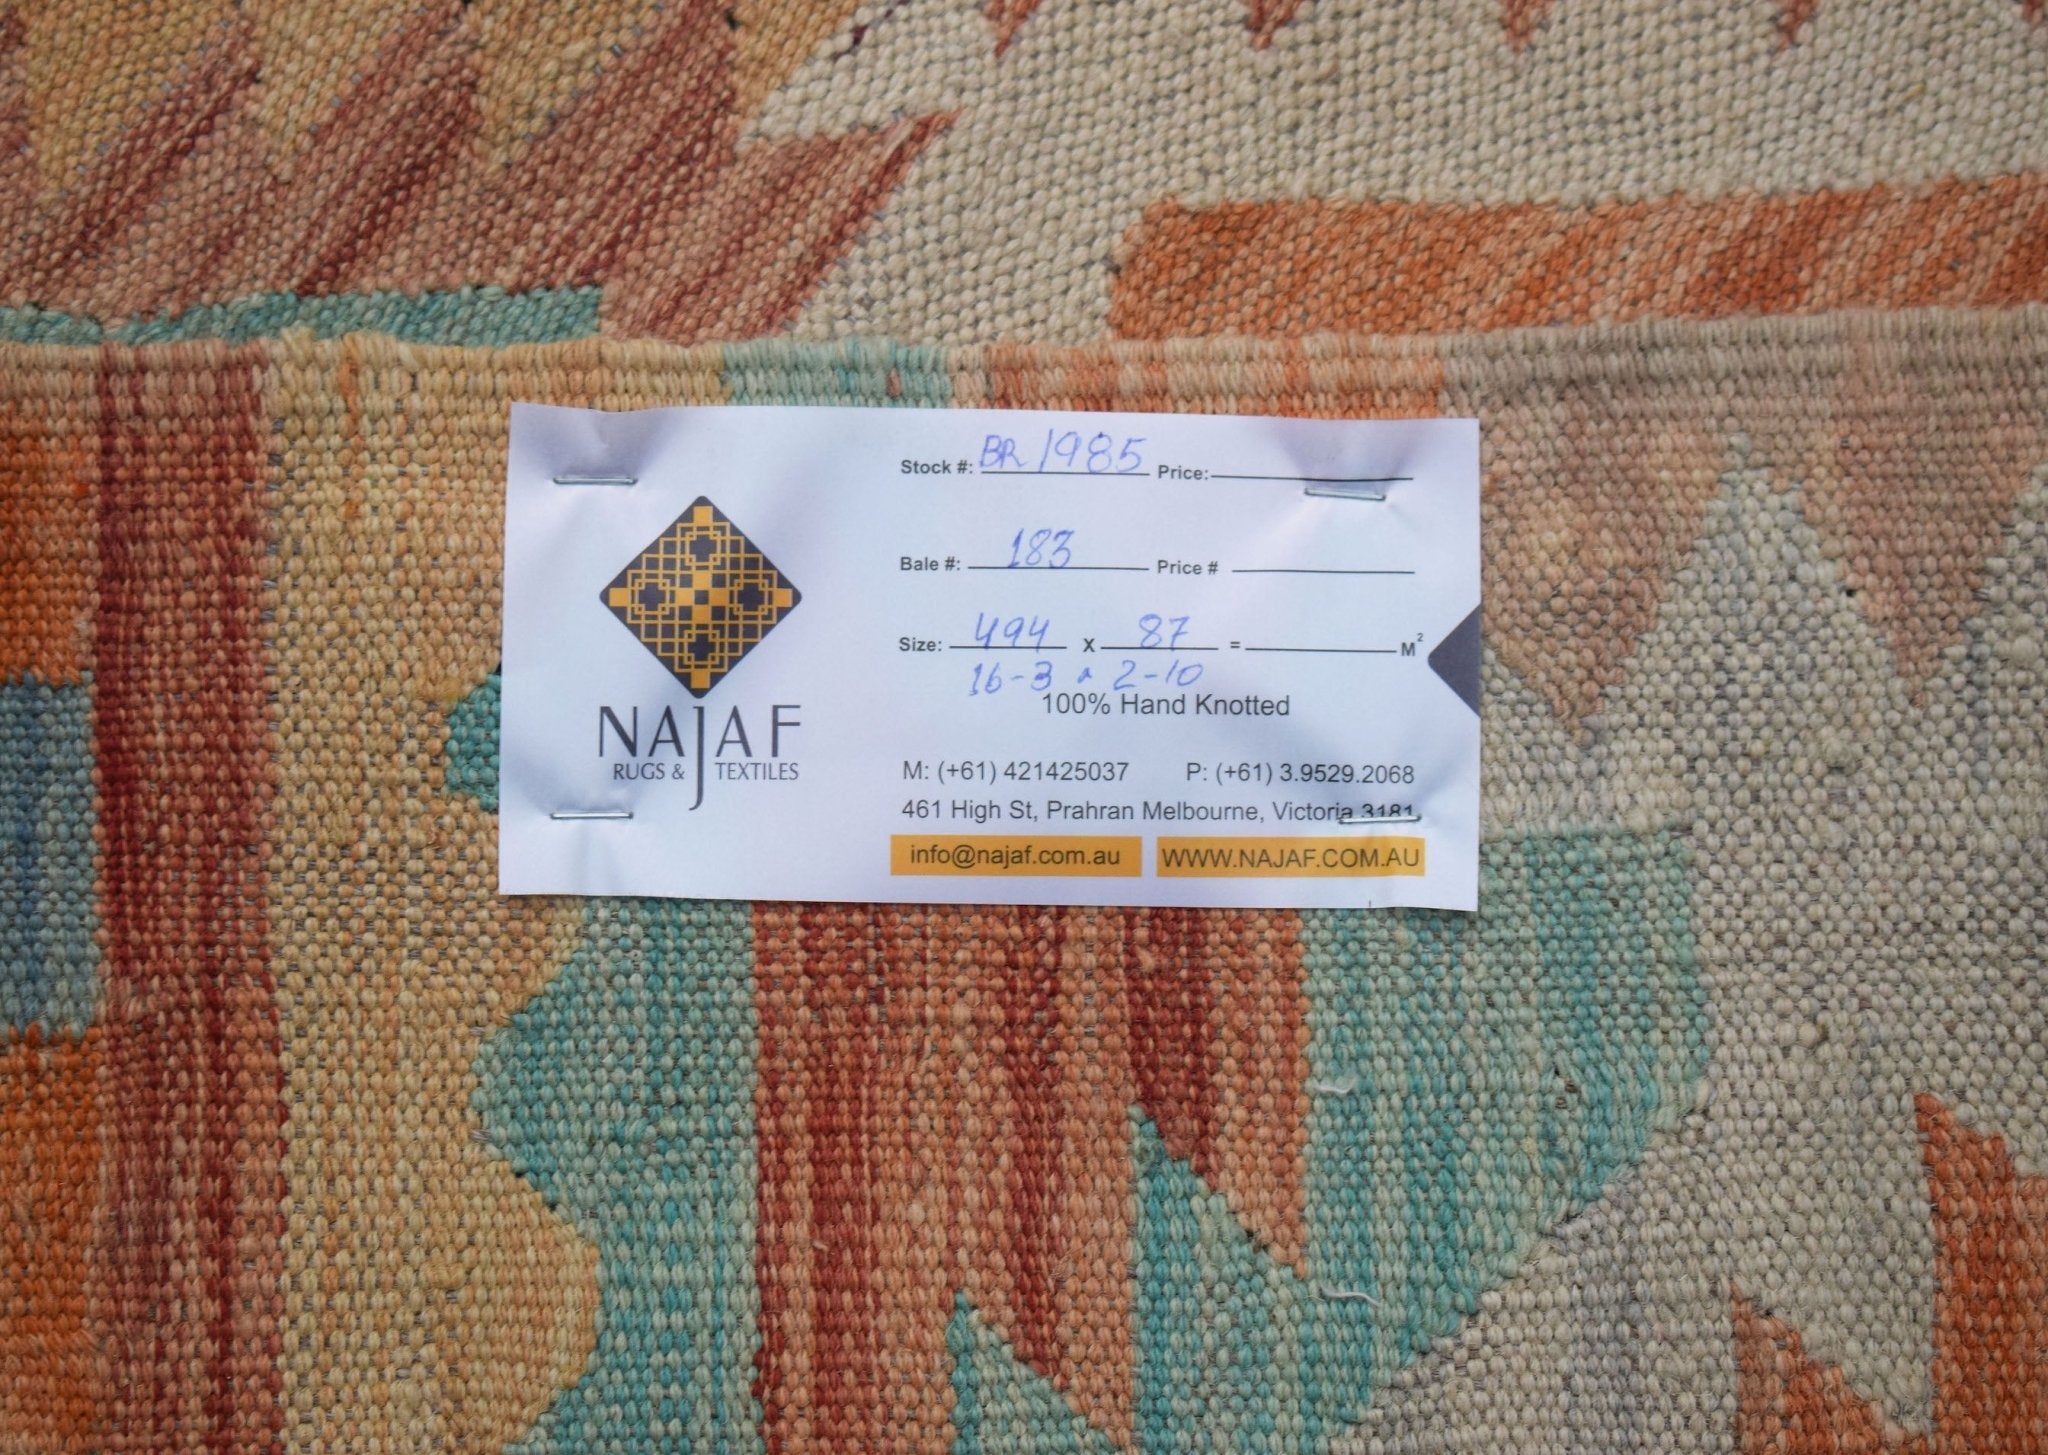 NAJAF
RUGS & TEXTILES
Stock #: BR 1985 Price:
Bale #: 183 Price #
Size: 494 X 87 = M²
16-3 x 2-10
100% Hand Knotted
M: (+61) 421425037 P: (+61) 3.9529.2068
461 High St, Prahran Melbourne, Victoria 3181
info@najaf.com.au WWW.NAJAF.COM.AU